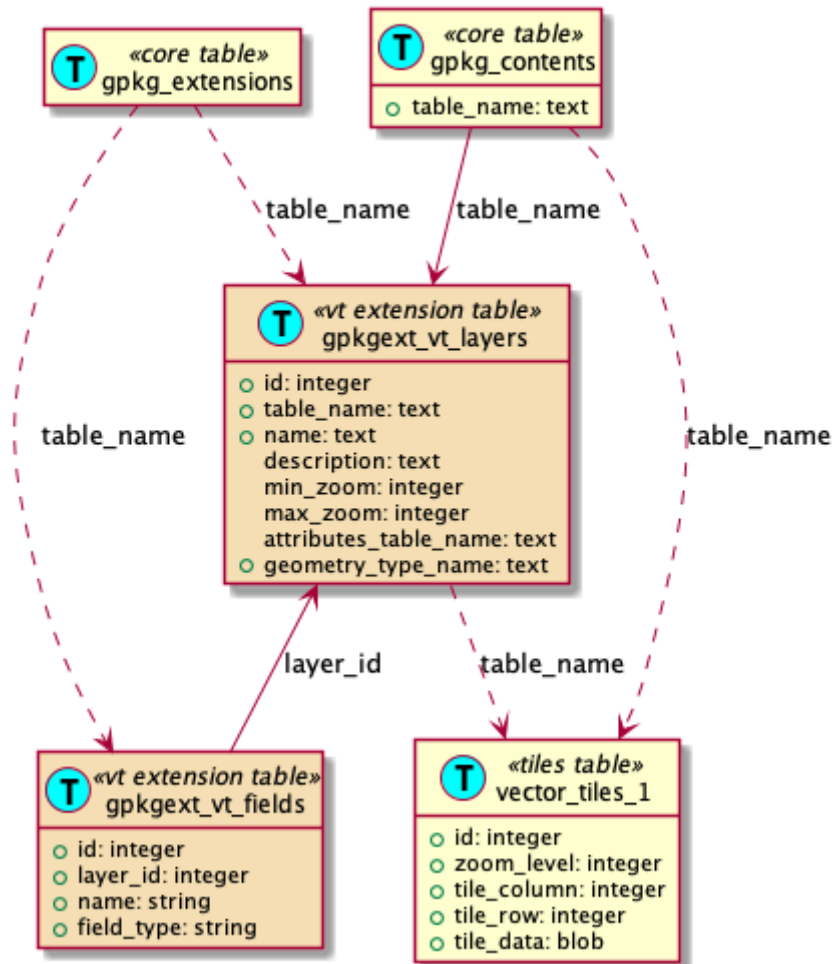 T
«core table»
gpkg_extensions
T
«core table»
gpkg_contents
table_name: text
table_name
table_name
T
«vt extension table»
gpkgext_vt_layers
id: integer
table_name: text
name: text
description: text
min_zoom: integer
max_zoom: integer
attributes_table_name: text
geometry_type_name: text
table_name
table_name
layer_id
table_name
T
«vt extension table»
gpkgext_vt_fields
id: integer
layer_id: integer
name: string
field_type: string
T
«tiles table»
vector_tiles_1
id: integer
zoom_level: integer
tile_column: integer
tile_row: integer
tile_data: blob